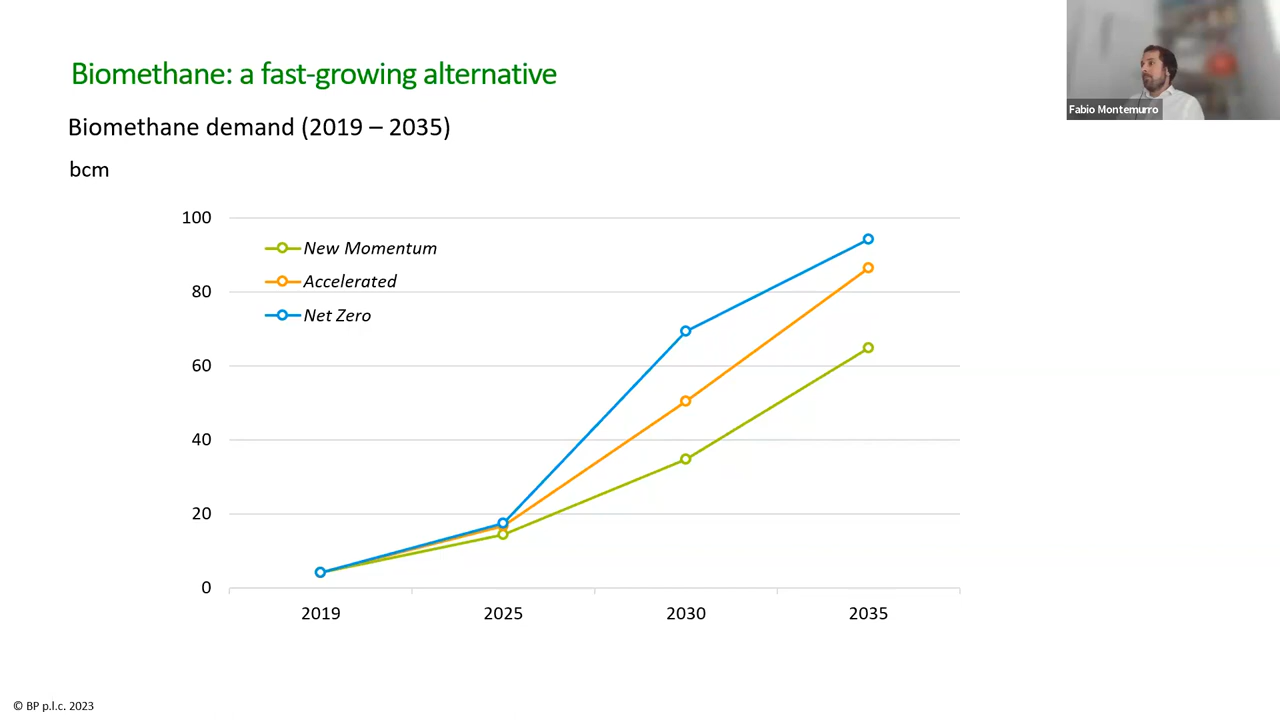 Biomethane: a fast-growing alternative
Fabio Montemurro
Biomethane demand (2019 – 2035)
bcm
100
80
60
40
20
0
New Momentum
Accelerated
Net Zero
2019 2025 2030 2035
© BP p.l.c. 2023